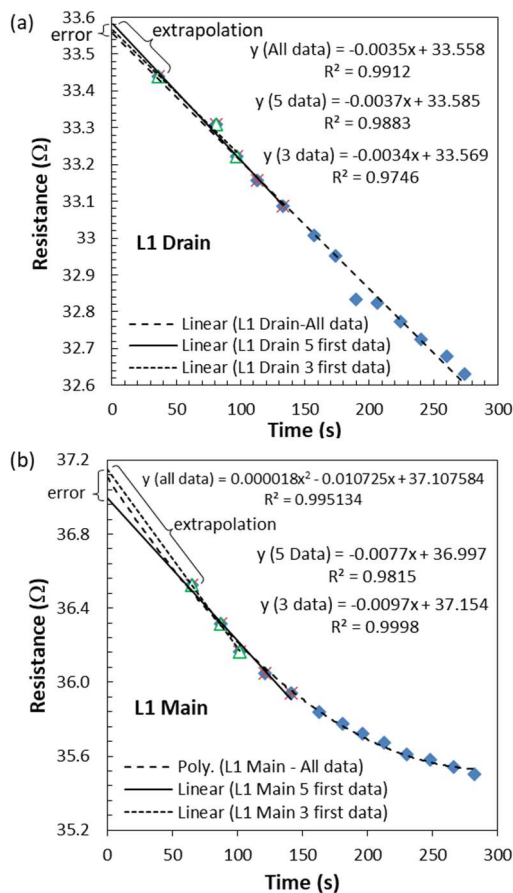 (a)
33.6
33.5
33.4
33.3
33.2
33.1
33
32.9
32.8
32.7
32.6
error
extrapolation
y (All data) = -0.0035x + 33.558
R² = 0.9912
y (5 data) = -0.0037x + 33.585
R² = 0.9883
y (3 data) = -0.0034x + 33.569
R² = 0.9746
Resistance (Ω)
L1 Drain
Linear (L1 Drain-All data)
Linear (L1 Drain 5 first data)
Linear (L1 Drain 3 first data)
0 50 100 150 200 250 300
Time (s)
(b)
37.2
36.8
36.4
36.0
35.6
35.2
error
y (all data) = 0.000018x² - 0.010725x + 37.107584
R² = 0.995134
extrapolation
y (5 Data) = -0.0077x + 36.997
R² = 0.9815
y (3 data) = -0.0097x + 37.154
R² = 0.9998
Resistance (Ω)
L1 Main
Poly. (L1 Main - All data)
Linear (L1 Main 5 first data)
Linear (L1 Main 3 first data)
0 50 100 150 200 250 300
Time (s)